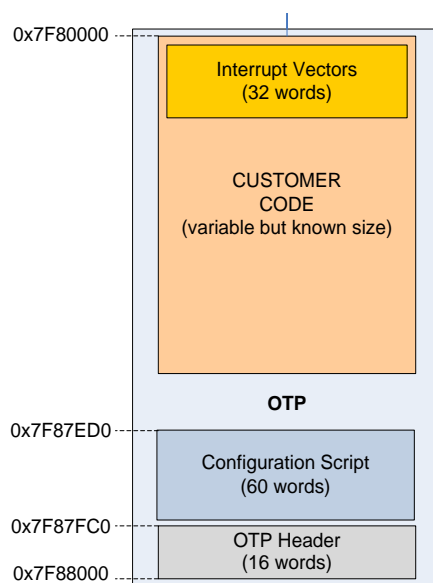 0x7F80000
Interrupt Vectors
(32 words)
CUSTOMER
CODE
(variable but known size)
OTP
0x7F87ED0
Configuration Script
(60 words)
0x7F87FC0
OTP Header
(16 words)
0x7F88000